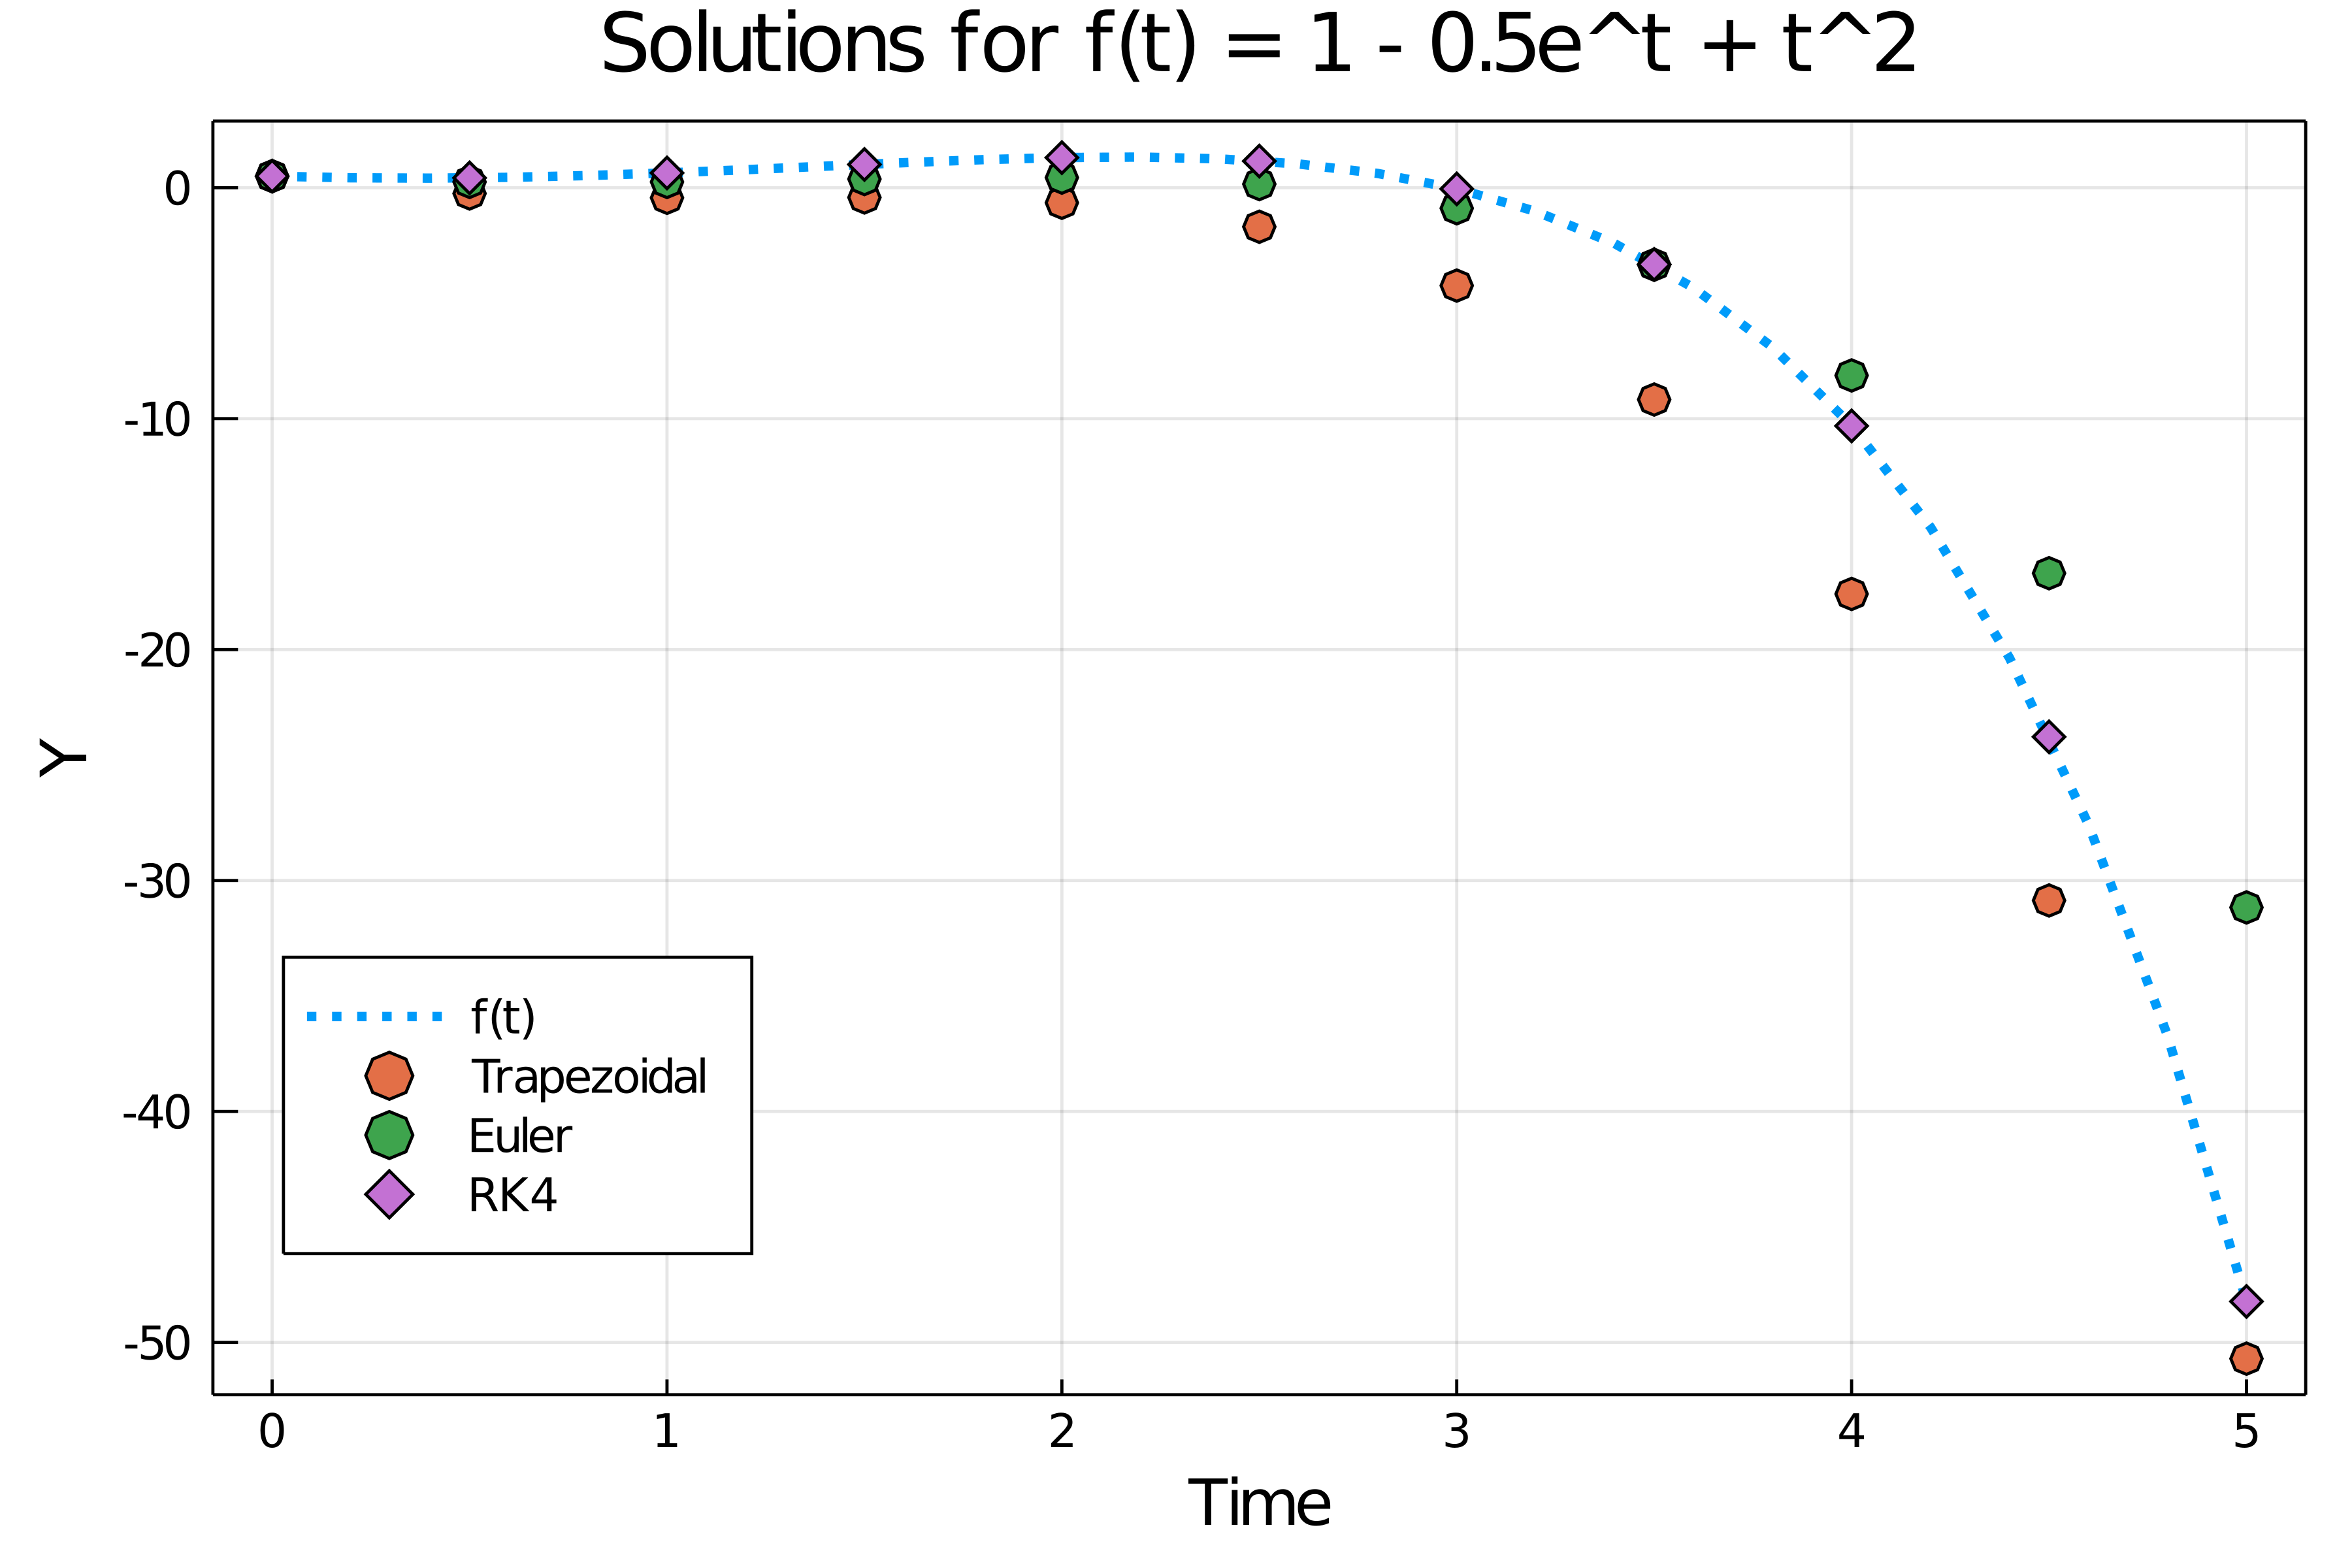 Solutions for f(t) = 1 - 0.5e^t + t^2
0
-10
-20
-30
-40
-50
Y
f(t)
Trapezoidal
Euler
RK4
0 1 2 3 4 5
Time